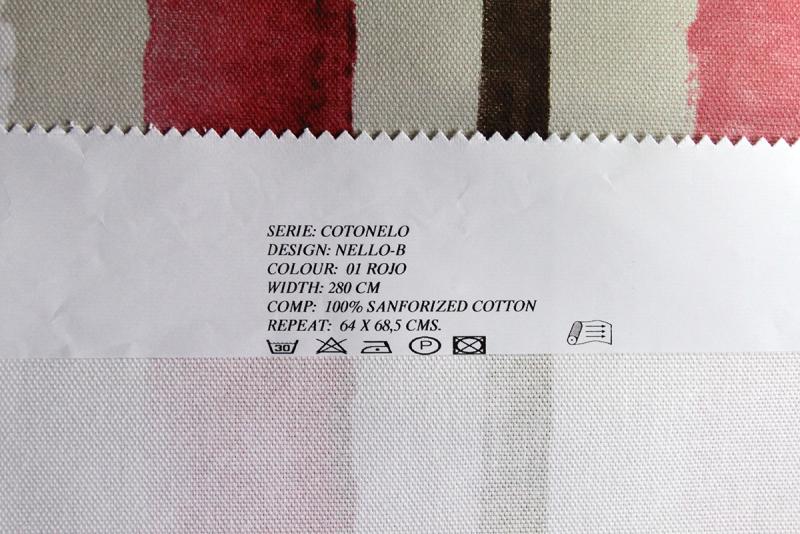 SERIE: COTONELO
DESIGN: NELLO-B
COLOUR: 01 ROJO
WIDTH: 280 CM
COMP: 100% SANFORIZED COTTON
REPEAT: 64 X 68,5 CMS.
30 P